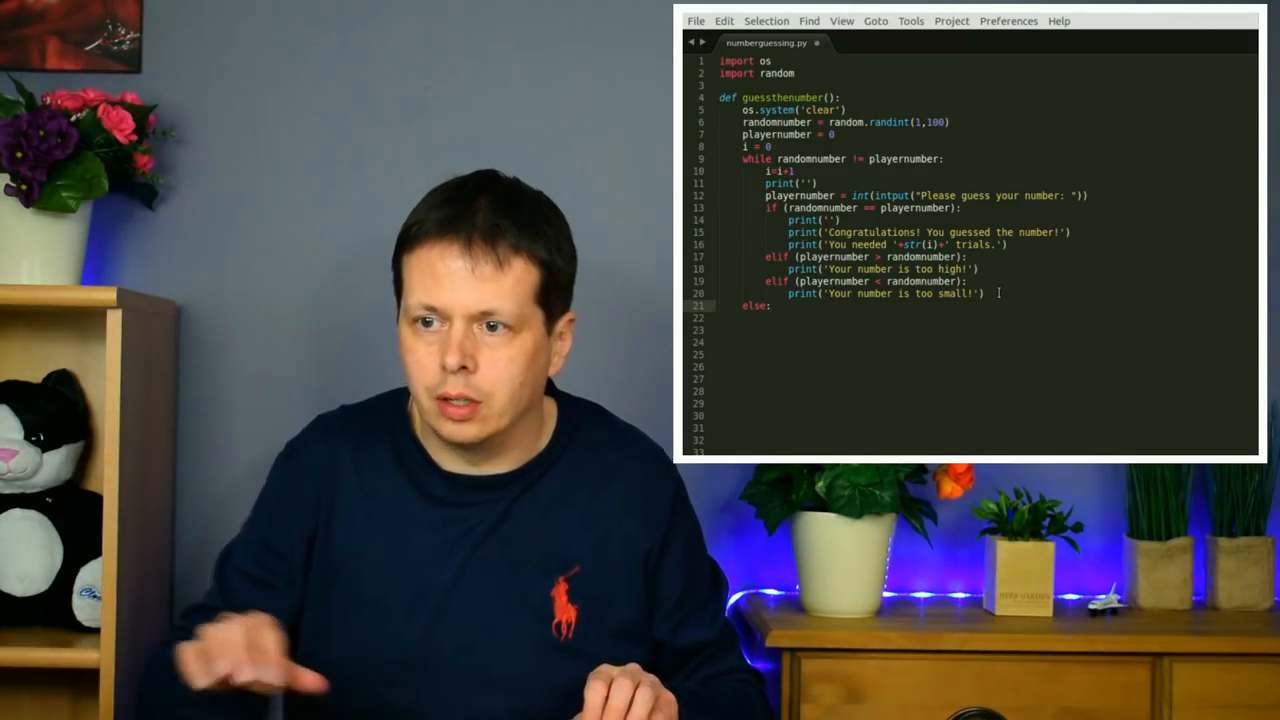 File Edit Selection Find View Goto Tools Project Preferences Help
numberguessing.py
1 import os
2 import random
3
4 def guessthenumber():
5 os.system('clear')
6 randomnumber = random.randint(1,100)
7 playernumber = 0
8 i = 0
9 while randomnumber != playernumber:
10 i=i+1
11 print('')
12 playernumber = int(intput("Please guess your number: "))
13 if (randomnumber == playernumber):
14 print('')
15 print('Congratulations! You guessed the number!')
16 print('You needed '+str(i)+' trials.')
17 elif (playernumber > randomnumber):
18 print('Your number is too high!')
19 elif (playernumber < randomnumber):
20 print('Your number is too small!')
21 else:
22
23
24
25
26
27
28
29
30
31
32
33
HERB GARDEN